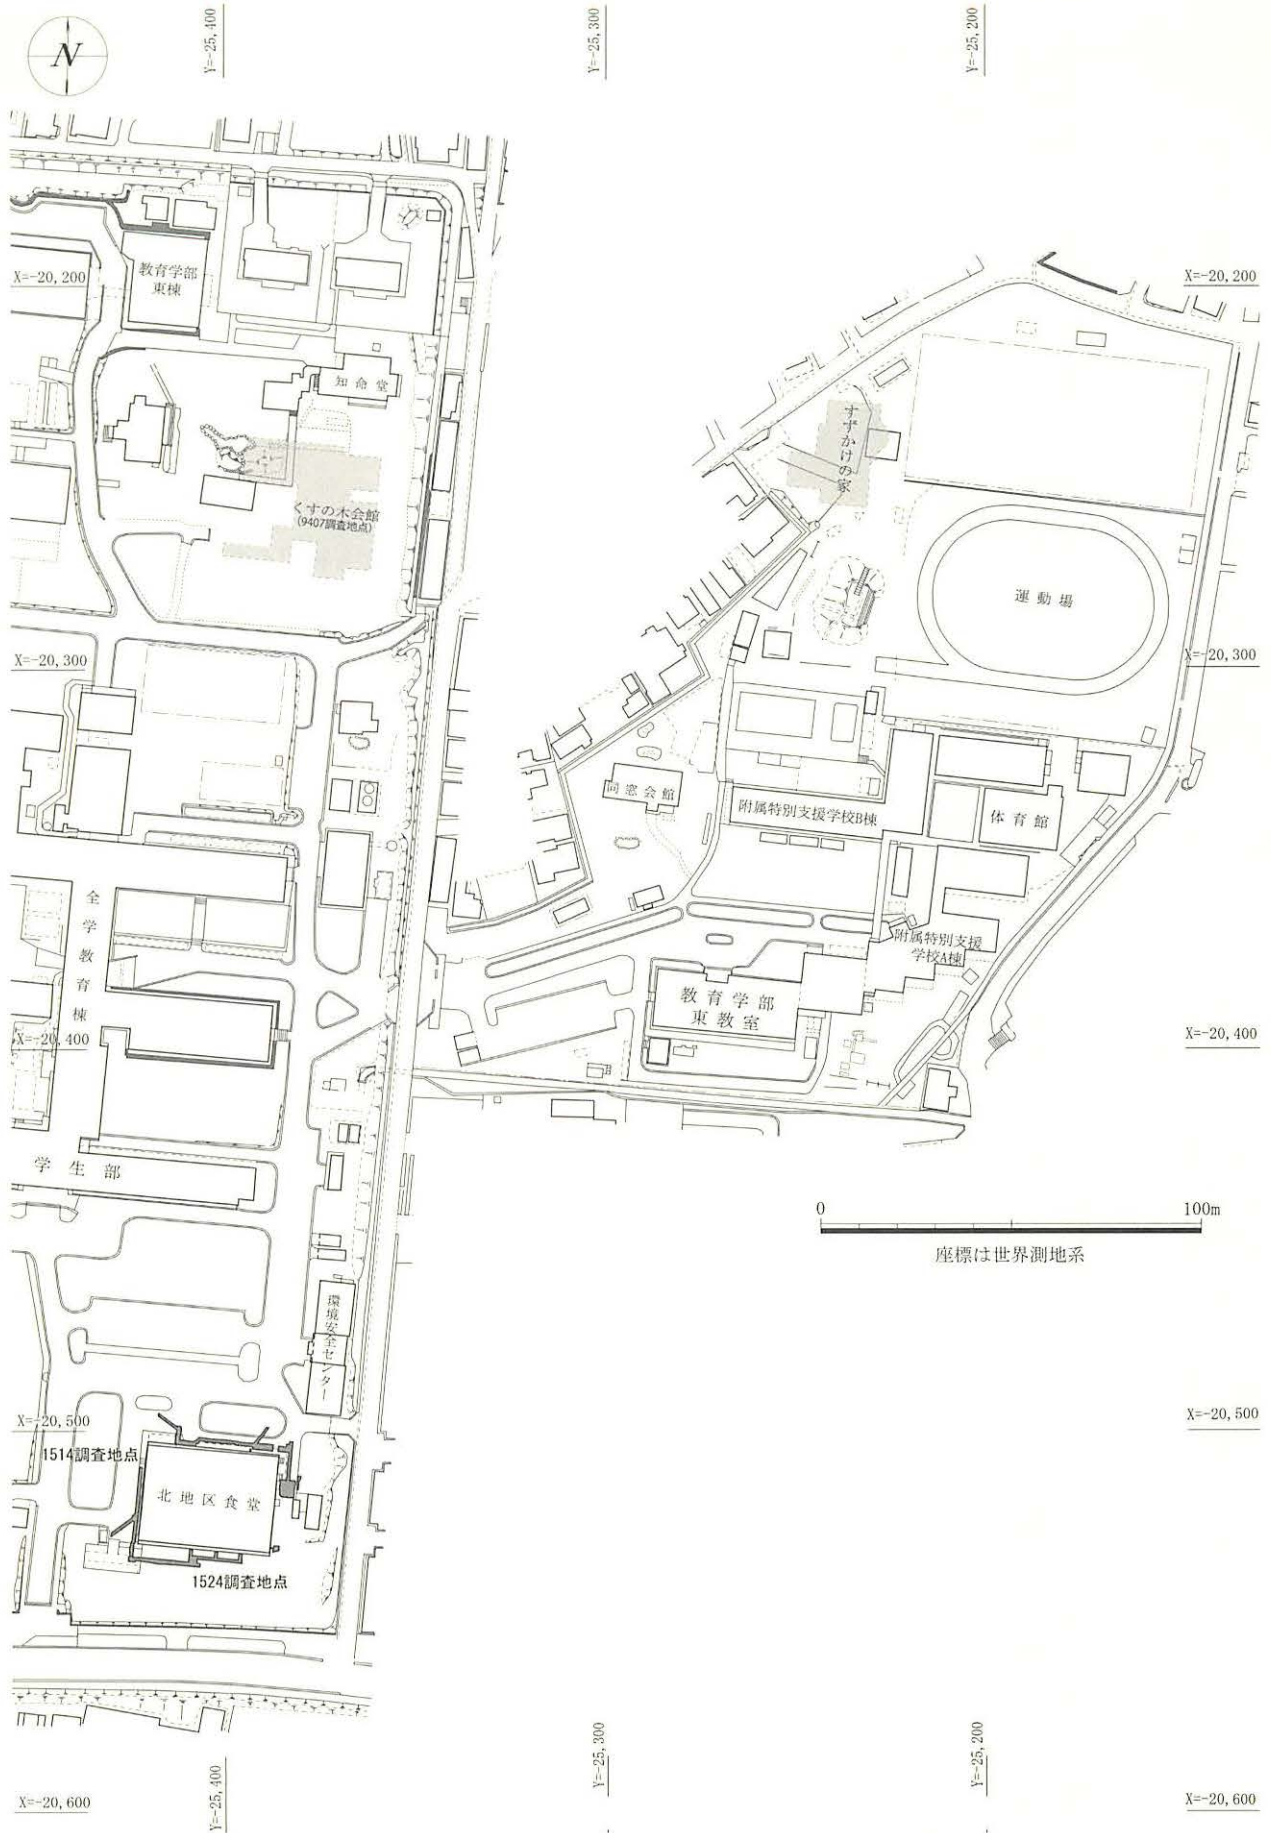 N
Y=-25,400
Y=-25,300
Y=-25,200
教育学部
東棟
X=-20,200
X=-20,200
知命堂
すずかけの家
くすの木会館
(9407調査地点)
運動場
X=-20,300
X=-20,300
同窓会館
附属特別支援学校B棟
体育館
全学教育棟
附属特別支援
学校A棟
教育学部
東教室
X=-20,400
X=-20,400
学生部
0
100m
座標は世界測地系
環境安全センター
X=-20,500
X=-20,500
1514調査地点
北地区食堂
1524調査地点
Y=-25,400
Y=-25,300
Y=-25,200
X=-20,600
X=-20,600